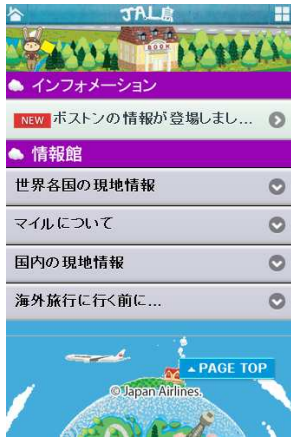 JAL島
ROOM
インフォメーション
NEW ボストンの情報が登場しまし...
情報館
世界各国の現地情報
マイルについて
国内の現地情報
海外旅行に行く前に...
PAGE TOP
©Japan Airlines.